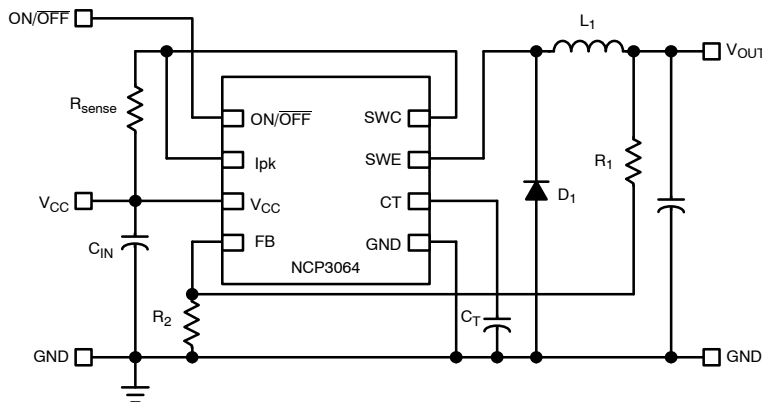 ON/OFF
L1
VOUT
Rsense
ON/OFF
SWC
Ipk
SWE
R1
VCC
VCC
CT
D1
CIN
FB
GND
NCP3064
R2
CT
GND
GND